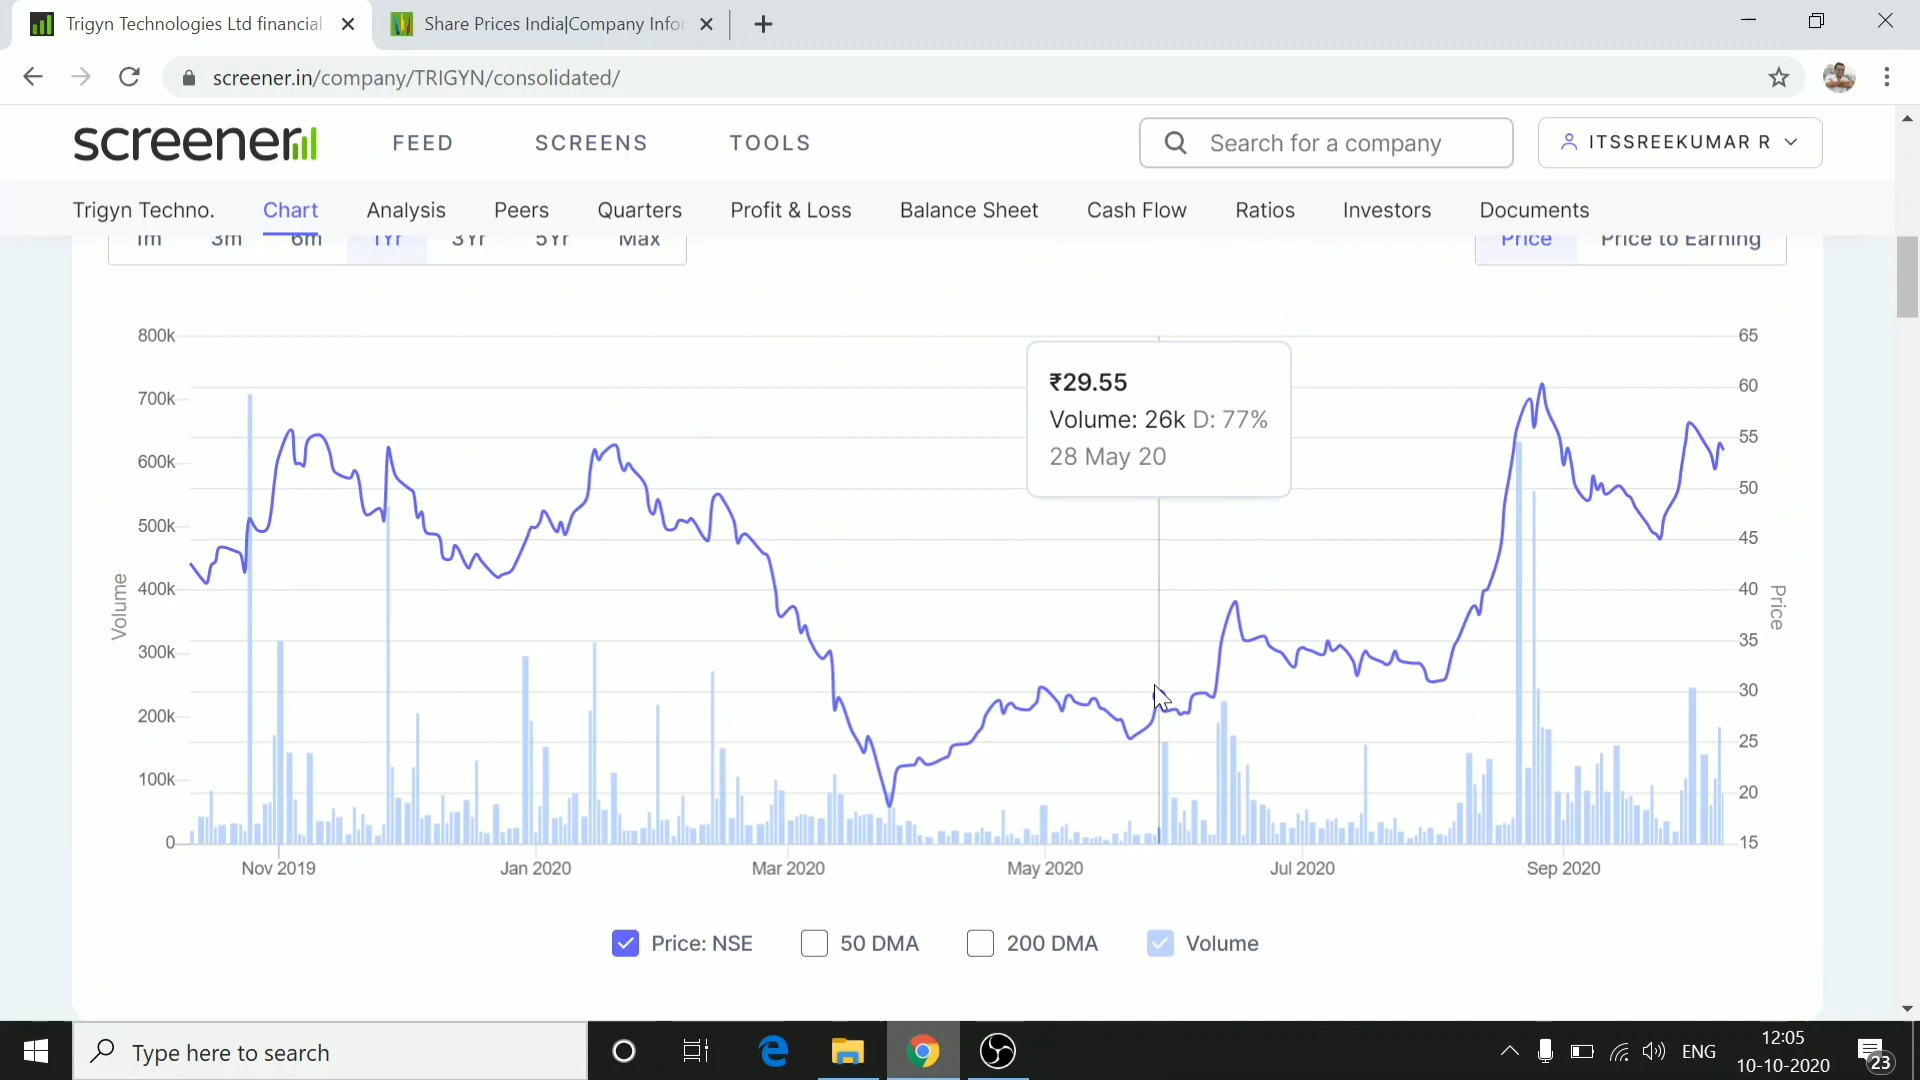 Trigyn Technologies Ltd financial
Share Prices India|Company Infor
screener.in/company/TRIGYN/consolidated/
screener
FEED SCREENS TOOLS
Search for a company
ITSSREEKUMAR R
Trigyn Techno. Chart Analysis Peers Quarters Profit & Loss Balance Sheet Cash Flow Ratios Investors Documents
1m 3m 6m 1Yr 3Yr 5Yr Max
Price Price to Earning
800k
700k
600k
500k
400k
300k
200k
100k
0
Volume
₹29.55
Volume: 26k D: 77%
28 May 20
65
60
55
50
45
40
35
30
25
20
15
Price
Nov 2019 Jan 2020 Mar 2020 May 2020 Jul 2020 Sep 2020
Price: NSE 50 DMA 200 DMA Volume
Type here to search
ENG
12:05
10-10-2020
23